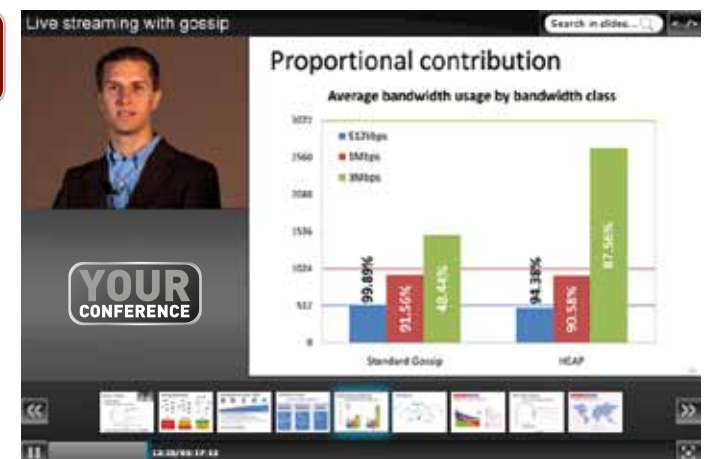 Live streaming with gossip
Search in slides...
Proportional contribution
Average bandwidth usage by bandwidth class
3072
2560
2048
1536
1024
512
0
512kbps
1Mbps
3Mbps
99.89%
91.56%
48.44%
94.38%
90.58%
87.56%
Standard Gossip
HEAP
YOUR
CONFERENCE